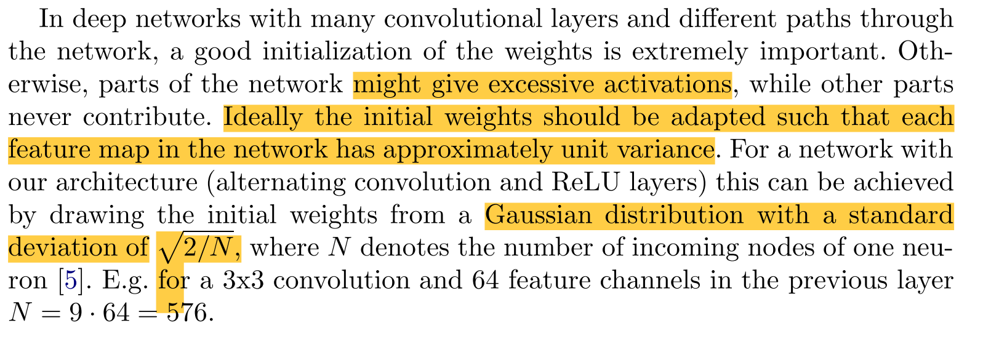 In deep networks with many convolutional layers and different paths through
the network, a good initialization of the weights is extremely important. Oth-
erwise, parts of the network might give excessive activations, while other parts
never contribute. Ideally the initial weights should be adapted such that each
feature map in the network has approximately unit variance. For a network with
our architecture (alternating convolution and ReLU layers) this can be achieved
by drawing the initial weights from a Gaussian distribution with a standard
deviation of √2/N, where N denotes the number of incoming nodes of one neu-
ron [5]. E.g. for a 3x3 convolution and 64 feature channels in the previous layer
N = 9 · 64 = 576.